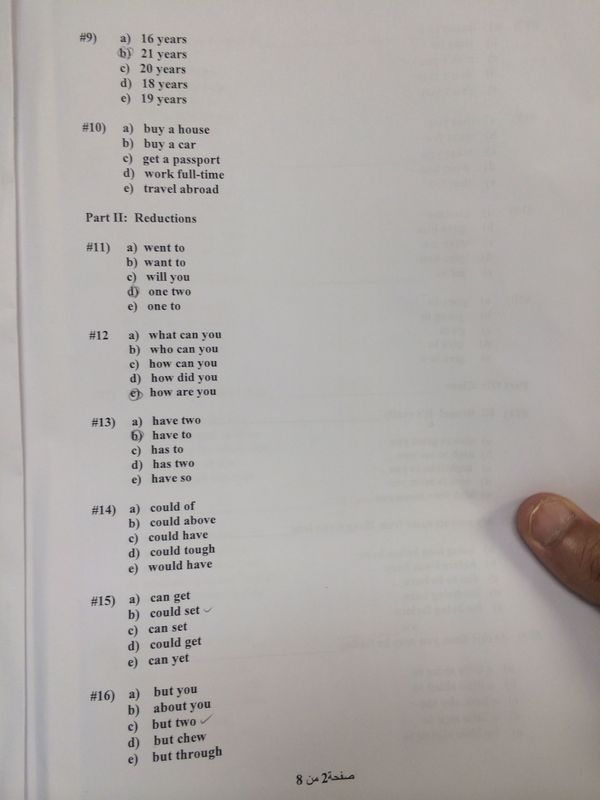 #9) a) 16 years
b) 21 years
c) 20 years
d) 18 years
e) 19 years
#10) a) buy a house
b) buy a car
c) get a passport
d) work full-time
e) travel abroad
Part II: Reductions
#11) a) went to
b) want to
c) will you
d) one two
e) one to
#12 a) what can you
b) who can you
c) how can you
d) how did you
e) how are you
#13) a) have two
b) have to
c) has to
d) has two
e) have so
#14) a) could of
b) could above
c) could have
d) could tough
e) would have
#15) a) can get
b) could set ✓
c) can set
d) could get
e) can yet
#16) a) but you
b) about you
c) but two ✓
d) but chew
e) but through
صفحة2 من 8